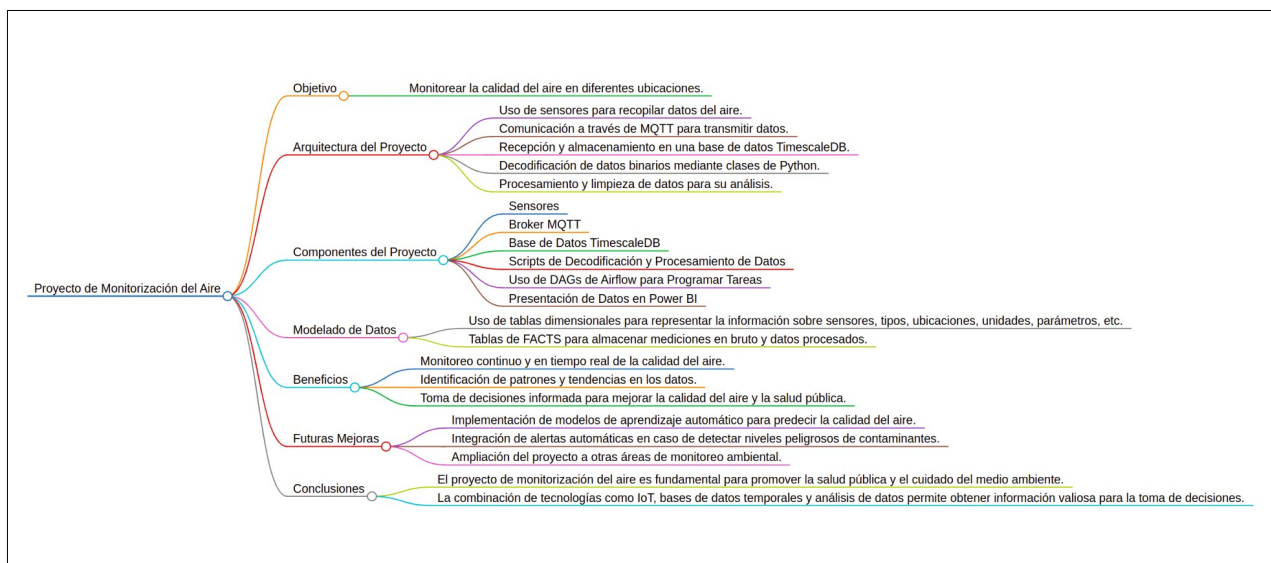 Proyecto de Monitorización del Aire
Objetivo
Monitorear la calidad del aire en diferentes ubicaciones.
Arquitectura del Proyecto
Uso de sensores para recopilar datos del aire.
Comunicación a través de MQTT para transmitir datos.
Recepción y almacenamiento en una base de datos TimescaleDB.
Decodificación de datos binarios mediante clases de Python.
Procesamiento y limpieza de datos para su análisis.
Componentes del Proyecto
Sensores
Broker MQTT
Base de Datos TimescaleDB
Scripts de Decodificación y Procesamiento de Datos
Uso de DAGs de Airflow para Programar Tareas
Presentación de Datos en Power BI
Modelado de Datos
Uso de tablas dimensionales para representar la información sobre sensores, tipos, ubicaciones, unidades, parámetros, etc.
Tablas de FACTS para almacenar mediciones en bruto y datos procesados.
Beneficios
Monitoreo continuo y en tiempo real de la calidad del aire.
Identificación de patrones y tendencias en los datos.
Toma de decisiones informada para mejorar la calidad del aire y la salud pública.
Futuras Mejoras
Implementación de modelos de aprendizaje automático para predecir la calidad del aire.
Integración de alertas automáticas en caso de detectar niveles peligrosos de contaminantes.
Ampliación del proyecto a otras áreas de monitoreo ambiental.
Conclusiones
El proyecto de monitorización del aire es fundamental para promover la salud pública y el cuidado del medio ambiente.
La combinación de tecnologías como IoT, bases de datos temporales y análisis de datos permite obtener información valiosa para la toma de decisiones.